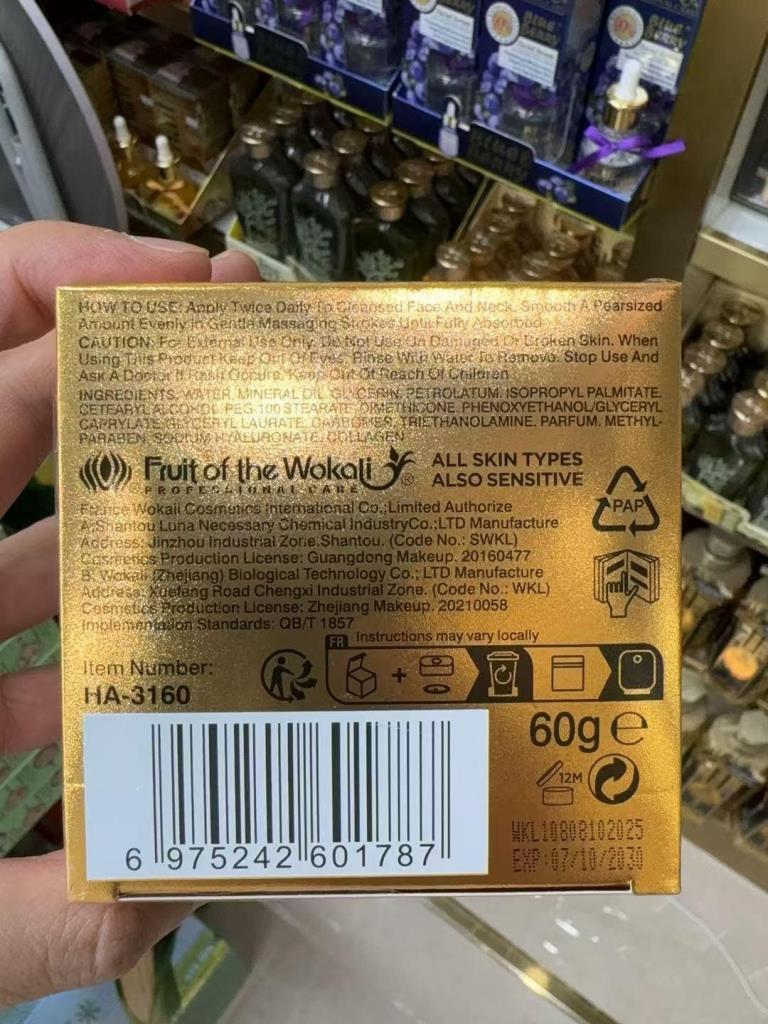 BLUE BERRY
HOW TO USE: Apply Twice Daily To Cleansed Face And Neck. Smooth A Pearsized
Amount Evenly in Gentle Massaging Strokes Until Fully Absorbed
CAUTION: For External Use Only. Do Not Use On Damaged Or Broken Skin. When
Using This Product Keep Out Of Eyes. Rinse With Water To Remove. Stop Use And
Ask A Doctor If Rash Occurs. Keep Out Of Reach Of Children
INGREDIENTS: WATER, MINERAL OIL, GLYCERIN, PETROLATUM. ISOPROPYL PALMITATE.
CETEARYL ALCOHOL. PEG-100 STEARATE. DIMETHICONE. PHENOXYETHANOL/GLYCERYL
CAPRYLATE. GLYCERYL LAURATE. CARBOMER. TRIETHANOLAMINE. PARFUM. METHYL-
PARABEN. SODIUM HYALURONATE. COLLAGEN
Fruit of the Wokali ®
® PROFESSIONAL CARE
ALL SKIN TYPES
ALSO SENSITIVE
PAP
France Wokali Cosmetics International Co.;Limited Authorize
A:Shantou Luna Necessary Chemical IndustryCo.;LTD Manufacture
Address: Jinzhou Industrial Zone.Shantou. (Code No.: SWKL)
Cosmetics Production License: Guangdong Makeup. 20160477
B: Wokali (Zhejiang) Biological Technology Co.; LTD Manufacture
Address: Xuefeng Road Chengxi Industrial Zone. (Code No.: WKL)
Cosmetics Production License: Zhejiang Makeup. 20210058
Implementation Standards: QB/T 1857
FR Instructions may vary locally
Item Number:
HA-3160
+
60g e
12M
WKL10808102025
EXP:07/10/2030
6 975242 601787